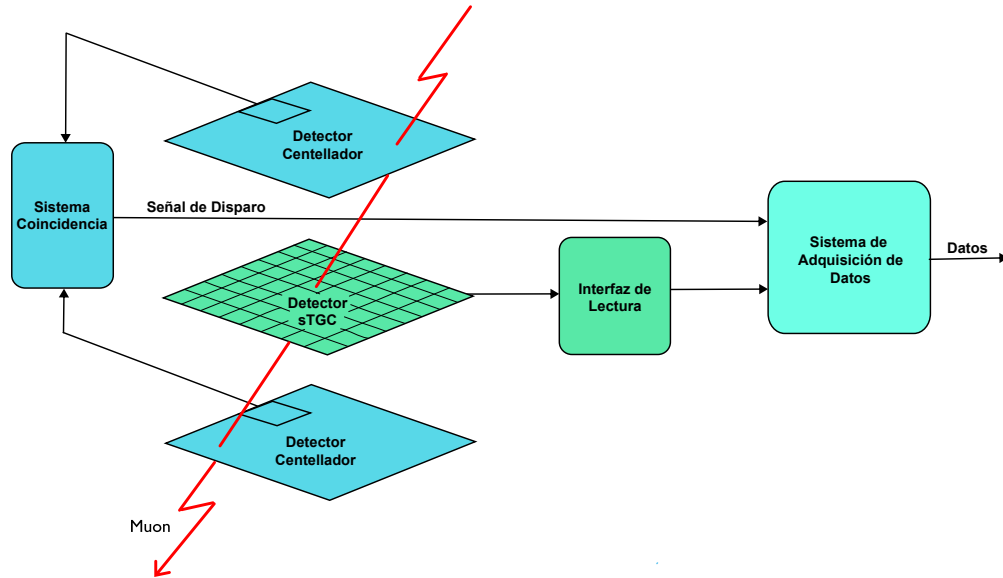 Detector
Centellador
Sistema
Coincidencia
Señal de Disparo
Sistema de
Adquisición de
Datos
Datos
Detector
sTGC
Interfaz de
Lectura
Detector
Centellador
Muon